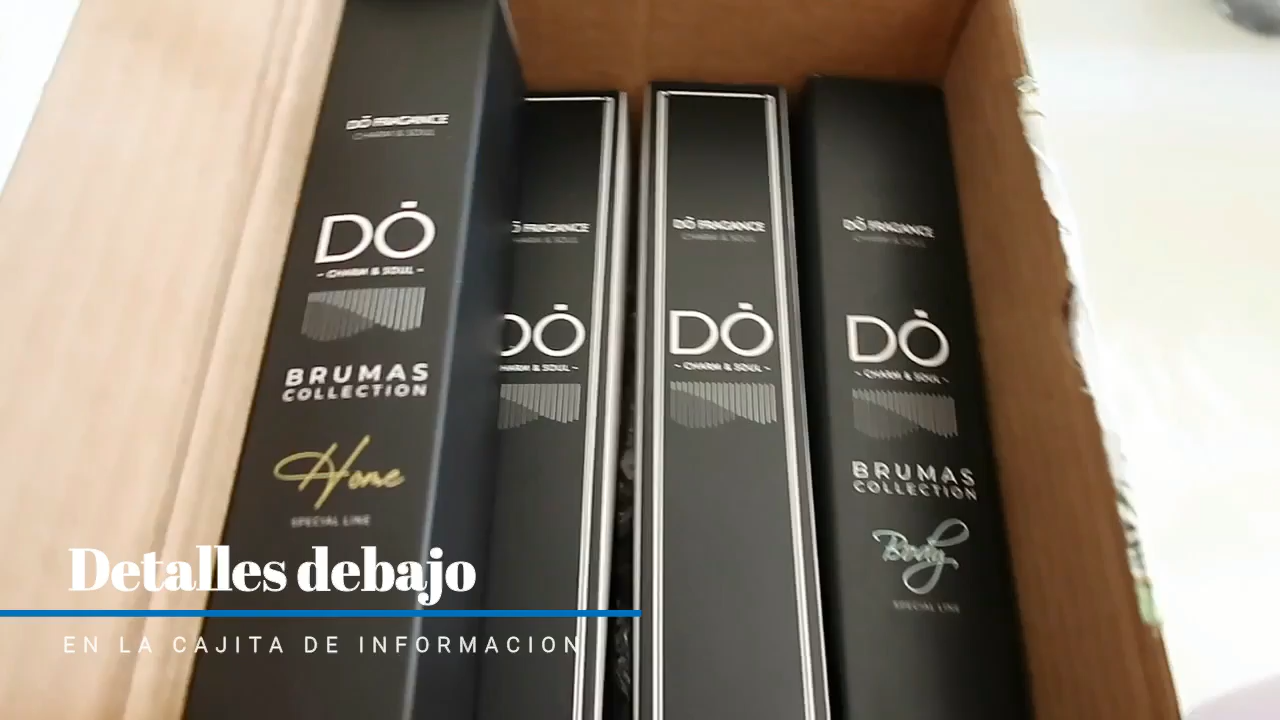 DŌ FRAGANCE
CHARM & SOUL
DŌ
- CHARM & SOUL -
BRUMAS
COLLECTION
Home
SPECIAL LINE
DŌ FRAGANCE
CHARM & SOUL
DŌ
CHARM & SOUL -
DŌ FRAGANCE
CHARM & SOUL
DŌ
- CHARM & SOUL -
DŌ FRAGANCE
CHARM & SOUL
DŌ
- CHARM & SOUL -
BRUMAS
COLLECTION
Body
SPECIAL LINE
Detalles debajo
EN LA CAJITA DE INFORMACION